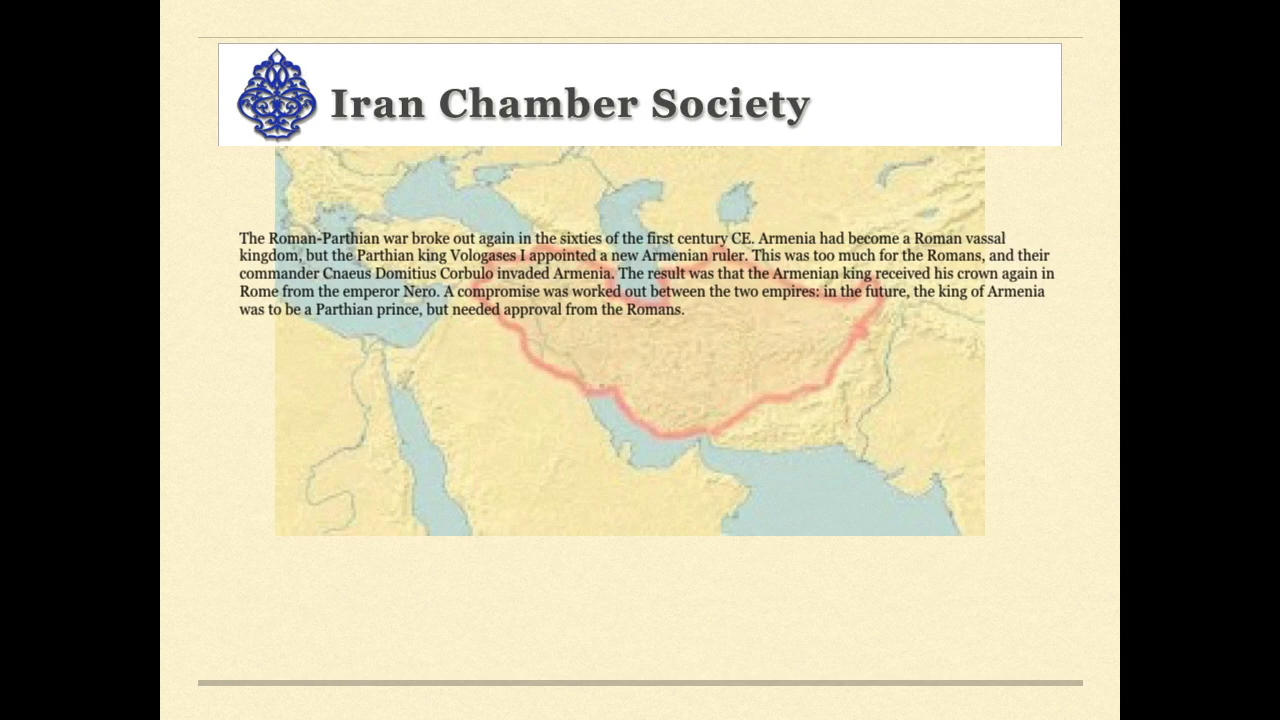 Iran Chamber Society
The Roman-Parthian war broke out again in the sixties of the first century CE. Armenia had become a Roman vassal
kingdom, but the Parthian king Vologases I appointed a new Armenian ruler. This was too much for the Romans, and their
commander Cnaeus Domitius Corbulo invaded Armenia. The result was that the Armenian king received his crown again in
Rome from the emperor Nero. A compromise was worked out between the two empires: in the future, the king of Armenia
was to be a Parthian prince, but needed approval from the Romans.